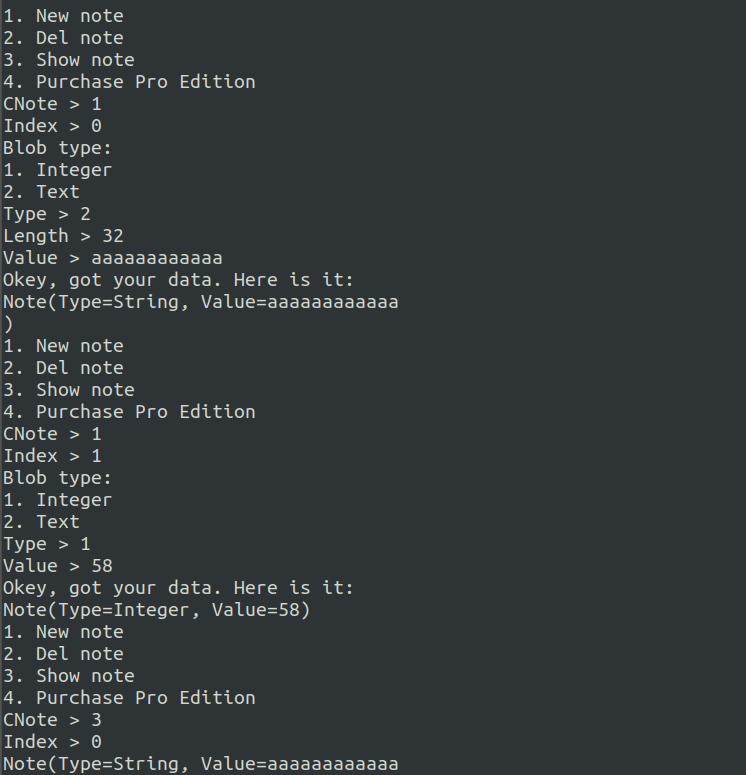 1. New note
2. Del note
3. Show note
4. Purchase Pro Edition
CNote > 1
Index > 0
Blob type:
1. Integer
2. Text
Type > 2
Length > 32
Value > aaaaaaaaaaaa
Okey, got your data. Here is it:
Note(Type=String, Value=aaaaaaaaaaaa
)
1. New note
2. Del note
3. Show note
4. Purchase Pro Edition
CNote > 1
Index > 1
Blob type:
1. Integer
2. Text
Type > 1
Value > 58
Okey, got your data. Here is it:
Note(Type=Integer, Value=58)
1. New note
2. Del note
3. Show note
4. Purchase Pro Edition
CNote > 3
Index > 0
Note(Type=String, Value=aaaaaaaaaaaa